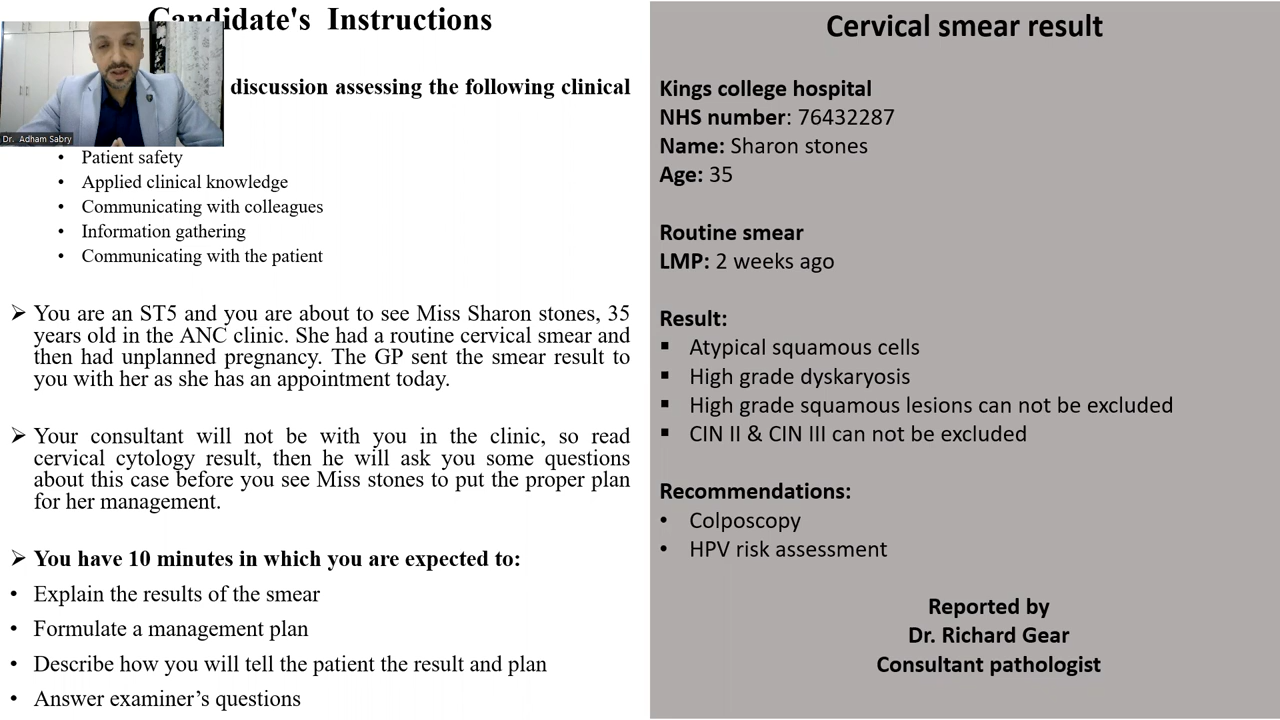 Candidate's Instructions
discussion assessing the following clinical
• Patient safety
• Applied clinical knowledge
• Communicating with colleagues
• Information gathering
• Communicating with the patient
➢ You are an ST5 and you are about to see Miss Sharon stones, 35
years old in the ANC clinic. She had a routine cervical smear and
then had unplanned pregnancy. The GP sent the smear result to
you with her as she has an appointment today.
➢ Your consultant will not be with you in the clinic, so read
cervical cytology result, then he will ask you some questions
about this case before you see Miss stones to put the proper plan
for her management.
➢ You have 10 minutes in which you are expected to:
• Explain the results of the smear
• Formulate a management plan
• Describe how you will tell the patient the result and plan
• Answer examiner’s questions
Dr. Adham Sabry
Cervical smear result
Kings college hospital
NHS number: 76432287
Name: Sharon stones
Age: 35
Routine smear
LMP: 2 weeks ago
Result:
▪ Atypical squamous cells
▪ High grade dyskaryosis
▪ High grade squamous lesions can not be excluded
▪ CIN II & CIN III can not be excluded
Recommendations:
• Colposcopy
• HPV risk assessment
Reported by
Dr. Richard Gear
Consultant pathologist